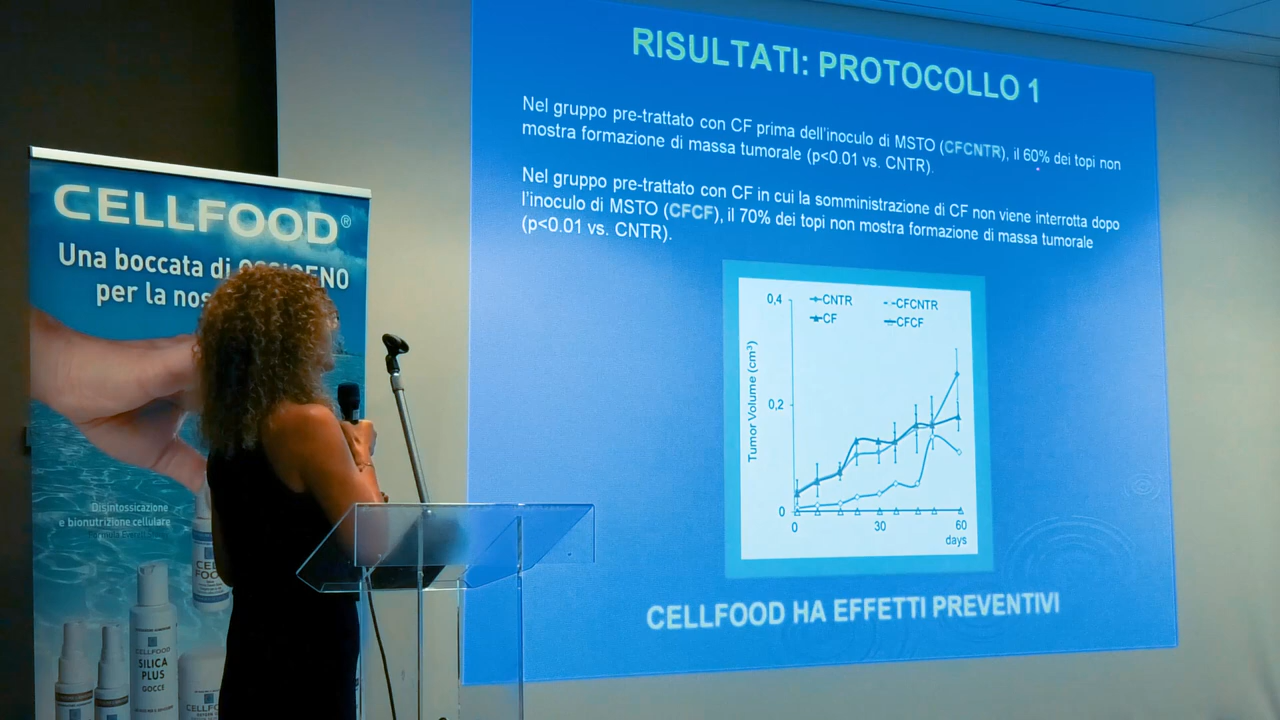 RISULTATI: PROTOCOLLO 1
Nel gruppo pre-trattato con CF prima dell'inoculo di MSTO (CFCNTR), il 60% dei topi non
mostra formazione di massa tumorale (p<0.01 vs. CNTR).
Nel gruppo pre-trattato con CF in cui la somministrazione di CF non viene interrotta dopo
l'inoculo di MSTO (CFCF), il 70% dei topi non mostra formazione di massa tumorale
(p<0.01 vs. CNTR).
0,4
CNTR
CFCNTR
CF
CFCF
Tumor Volume (cm³)
0,2
0
0
30
60
days
CELLFOOD HA EFFETTI PREVENTIVI
CELLFOOD®
Una boccata di
per la
Disintossicazione
e bionutrizione cellulare
CELLFOOD
SILICA
PLUS
GOCCE